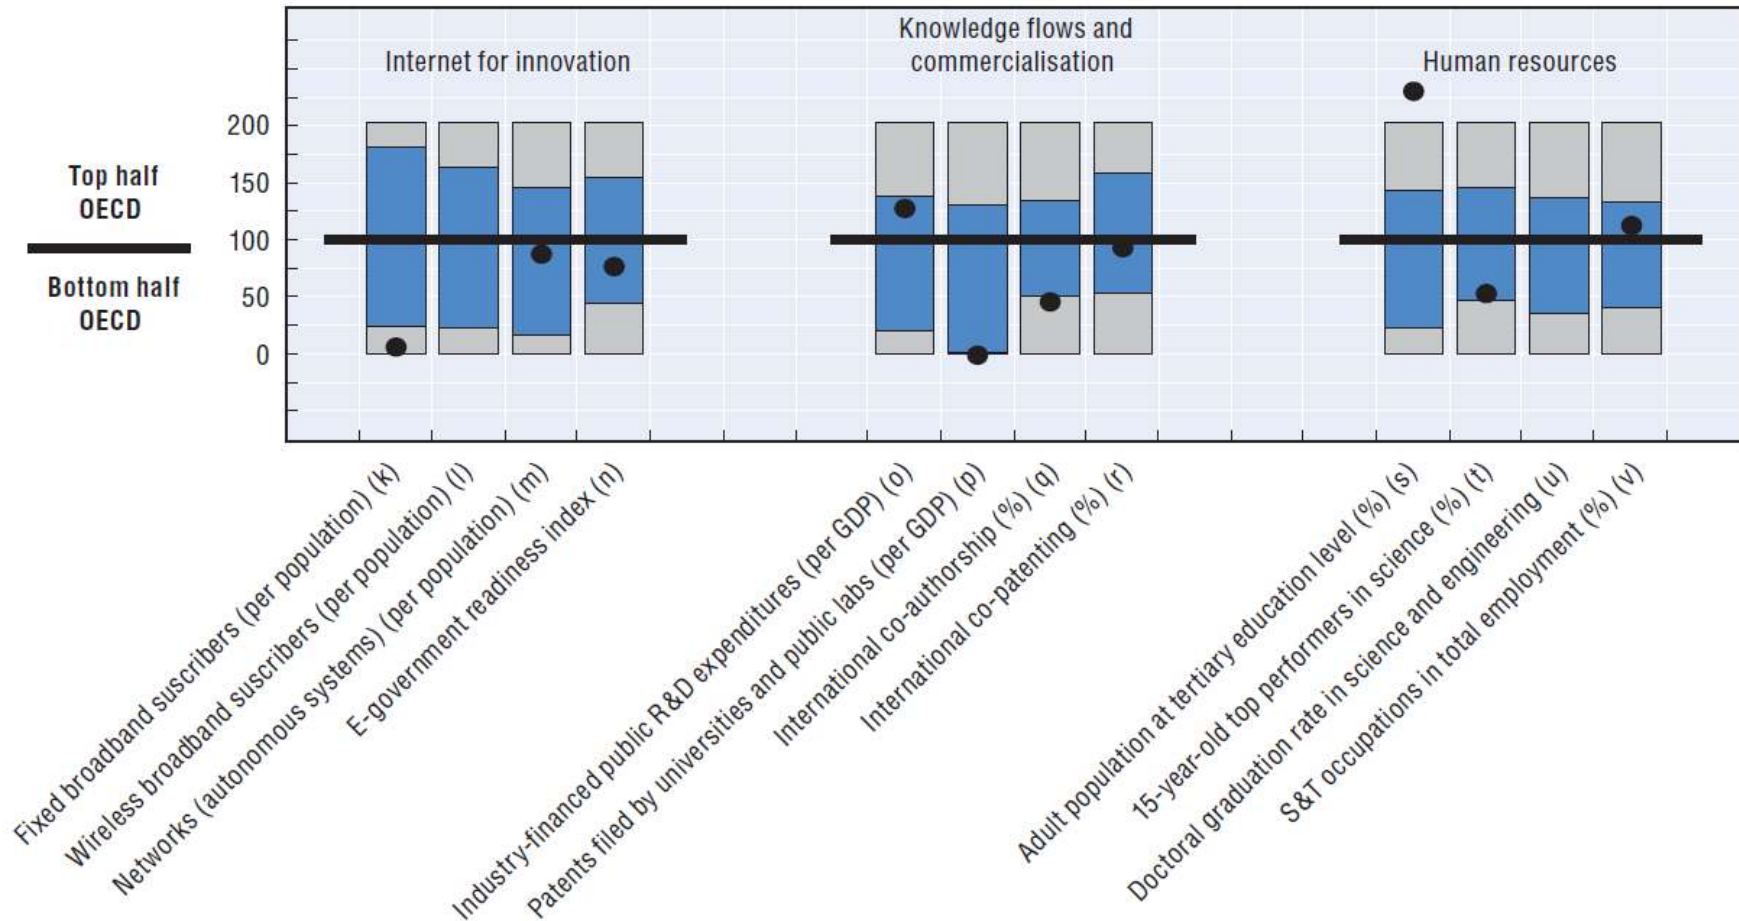 Internet for innovation
Knowledge flows and
commercialisation
Human resources
Top half
OECD
Bottom half
OECD
200
150
100
50
0
Fixed broadband suscribers (per population) (k)
Wireless broadband suscribers (per population) (l)
Networks (autonomous systems) (per population) (m)
E-government readiness index (n)
Industry-financed public R&D expenditures (per GDP) (o)
Patents filed by universities and public labs (per GDP) (p)
International co-authorship (%) (q)
International co-patenting (%) (r)
Adult population at tertiary education level (%) (s)
15-year-old top performers in science (%) (t)
Doctoral graduation rate in science and engineering (u)
S&T occupations in total employment (%) (v)